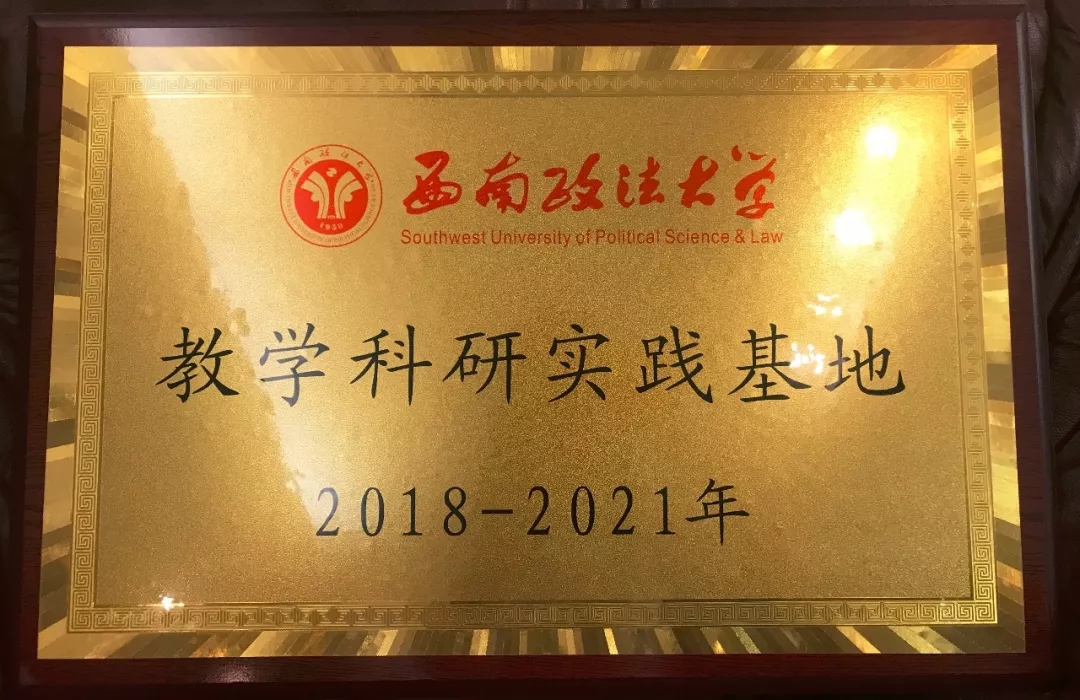 西南政法大学
Southwest University of Political Science & Law
1950
教学科研实践基地
2018-2021年